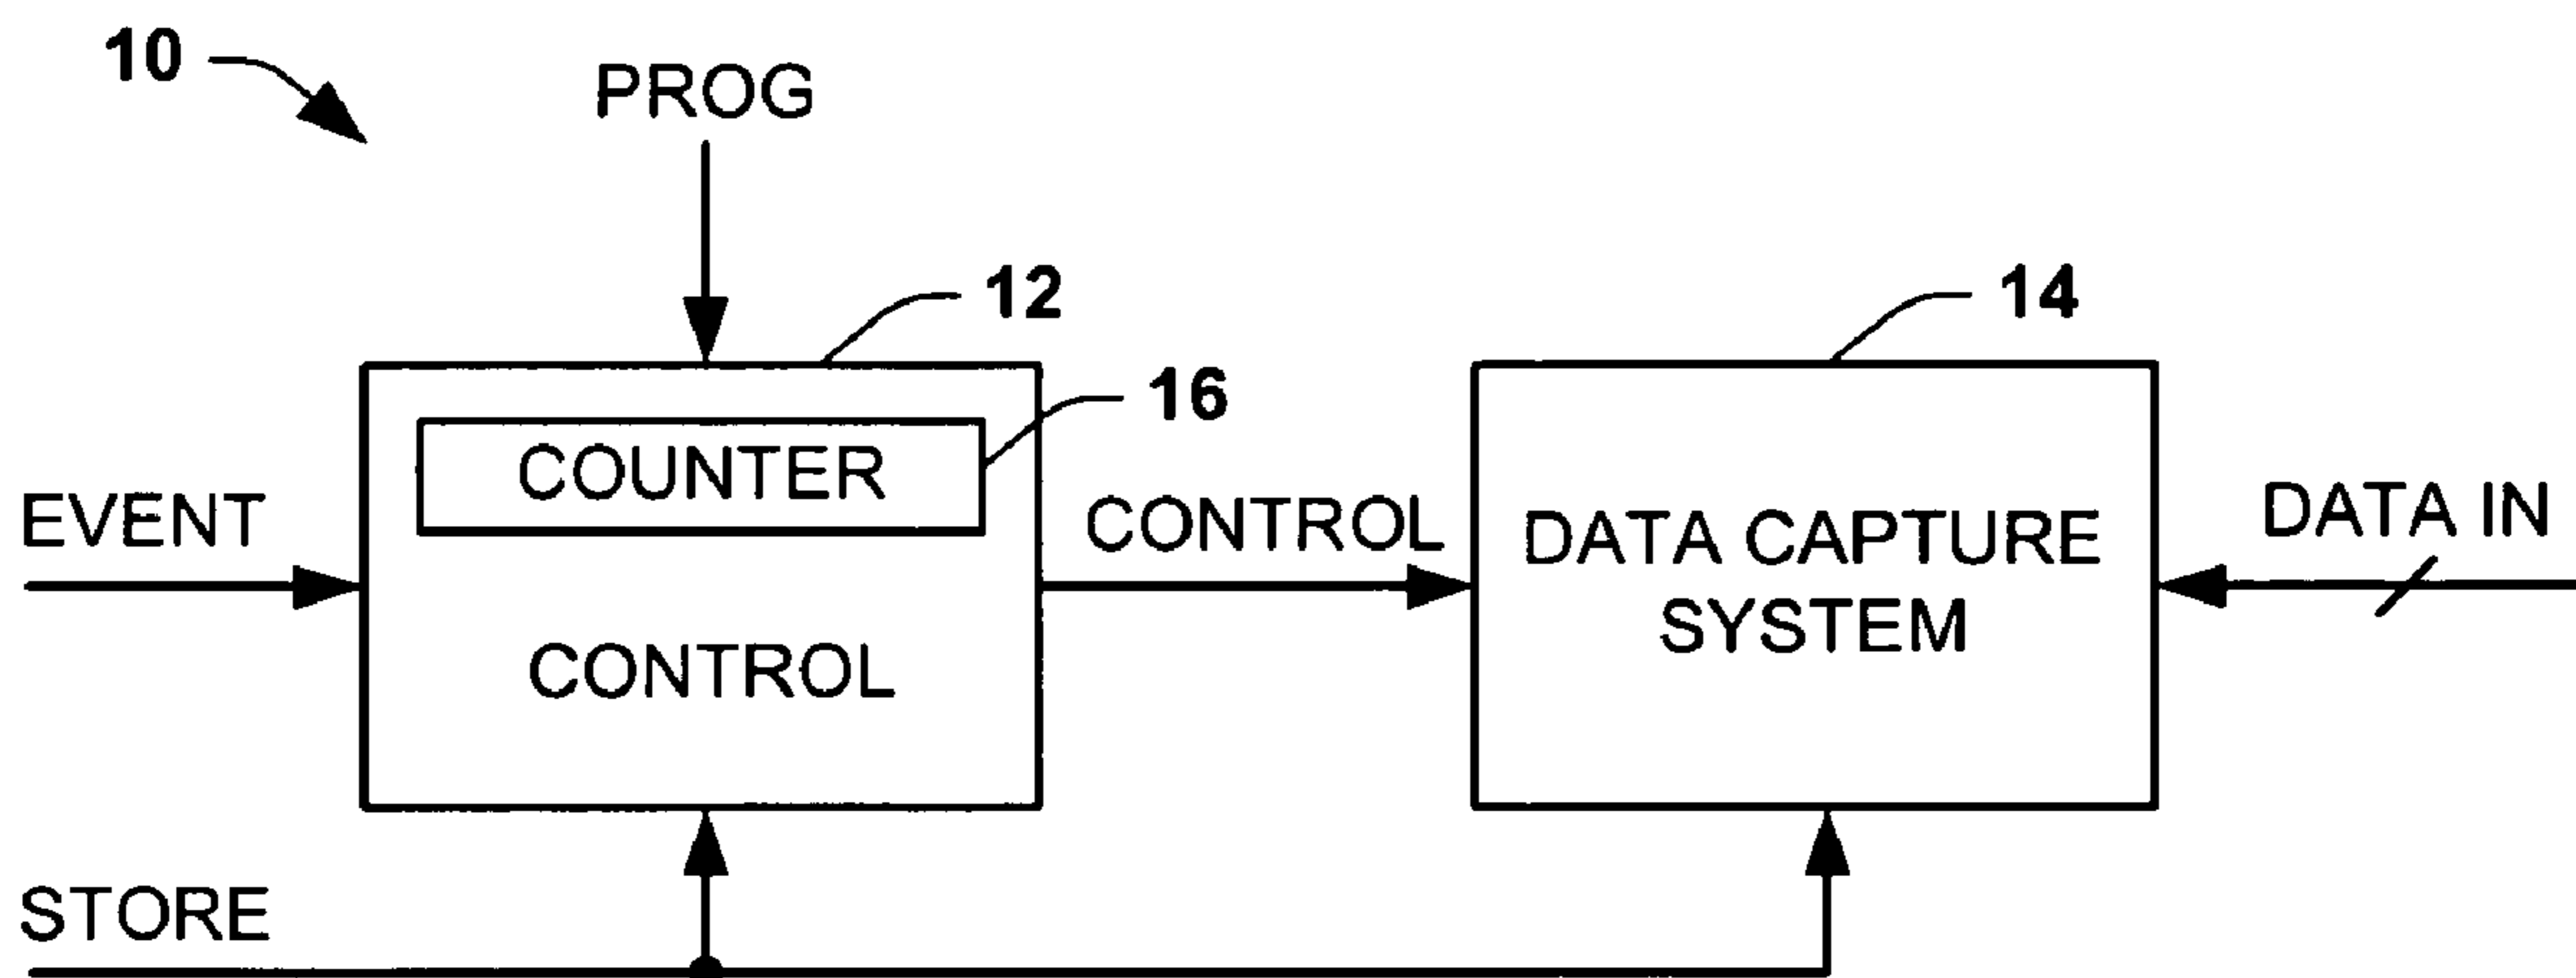 10
PROG
12
14
16
COUNTER
EVENT
CONTROL
DATA CAPTURE
SYSTEM
DATA IN
CONTROL
STORE